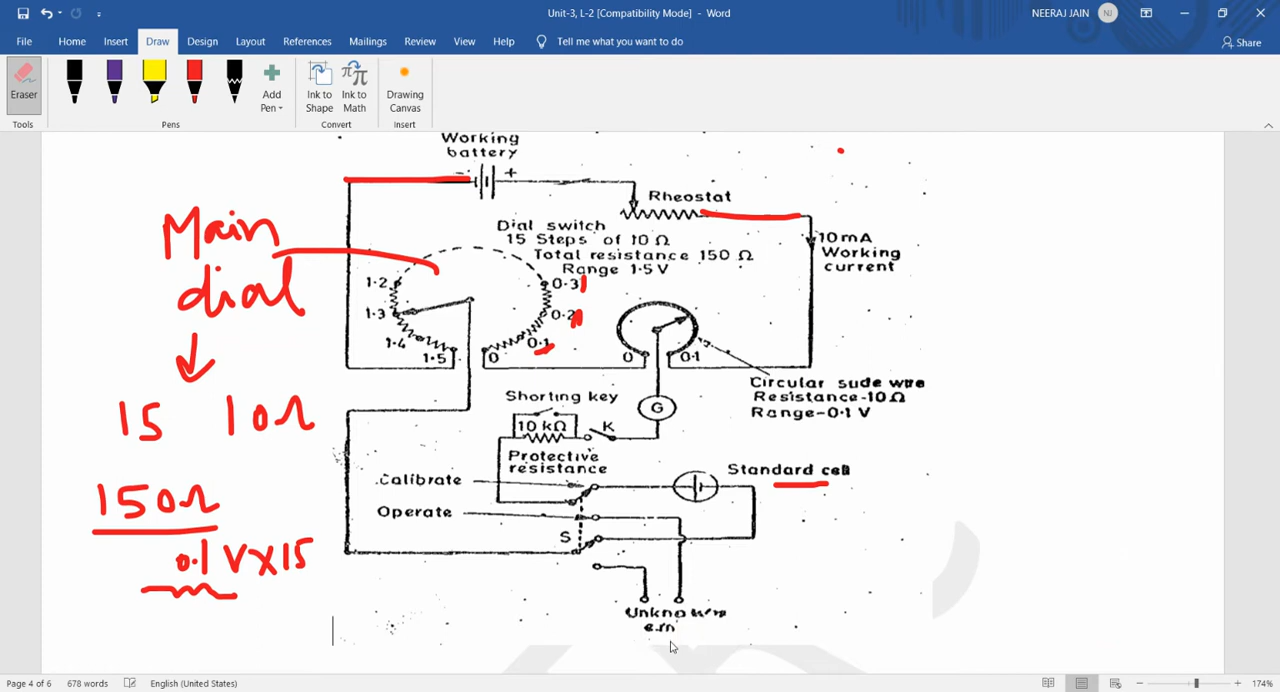 Unit-3, L-2 [Compatibility Mode] - Word
NEERAJ JAIN
NJ
File Home Insert Draw Design Layout References Mailings Review View Help Tell me what you want to do
Share
Eraser
Add Pen
Ink to Shape
Ink to Math
Drawing Canvas
Tools
Pens
Convert
Insert
Working
battery
- +
Rheostat
Main
dial
Dial switch
15 Steps of 10 Ω
Total resistance 150 Ω
Range 1·5 V
10mA
Working
current
1·2
1·3
1·4
1·5
0
0·1
0·2
0·3
0
0·1
15 10Ω
150Ω
0.1 V X 15
Circular slide wire
Resistance-10Ω
Range-0·1 V
Shorting key
G
10 kΩ
K
Protective
resistance
Calibrate
Operate
S
Standard cell
Unknown
e.m
Page 4 of 6
678 words
English (United States)
174%